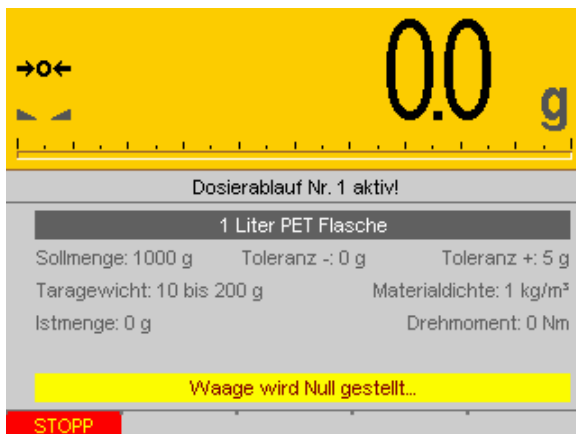 →o←
0.0 g
Dosierablauf Nr. 1 aktiv!
1 Liter PET Flasche
Sollmenge: 1000 g Toleranz -: 0 g Toleranz +: 5 g
Taragewicht: 10 bis 200 g Materialdichte: 1 kg/m³
Istmenge: 0 g Drehmoment: 0 Nm
Waage wird Null gestellt...
STOPP